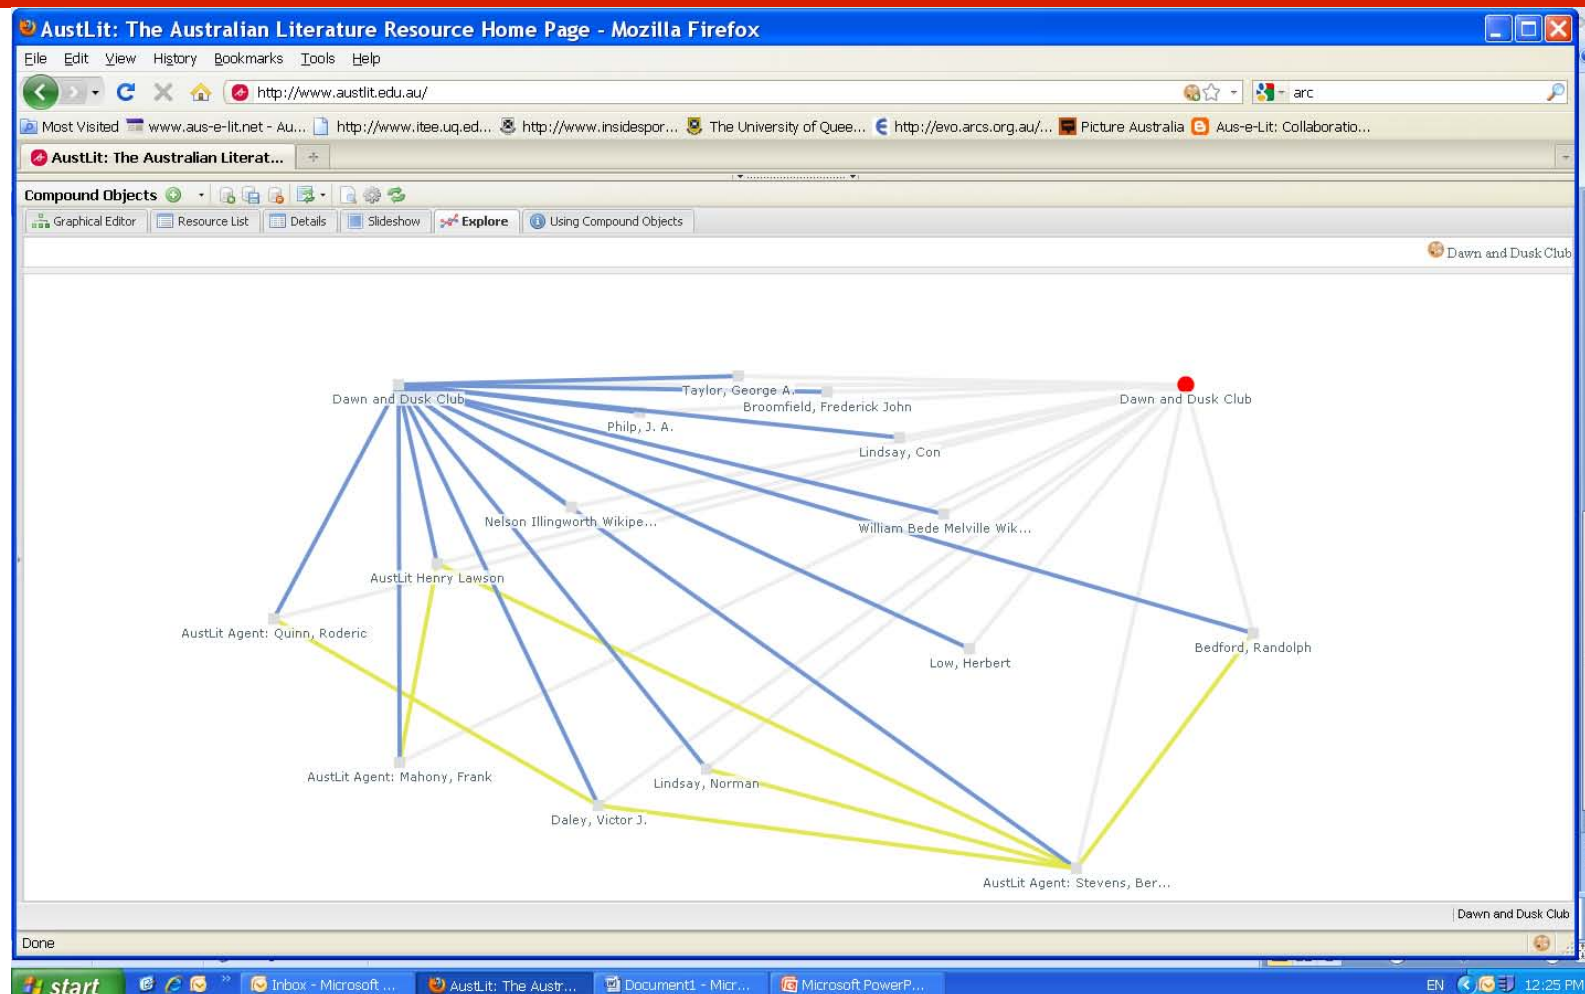 AustLit: The Australian Literature Resource Home Page - Mozilla Firefox
File Edit View History Bookmarks Tools Help
http://www.austlit.edu.au/ arc
Most Visited www.aus-e-lit.net - Au... http://www.itee.uq.ed... http://www.insidespor... The University of Quee... http://evo.arcs.org.au/... Picture Australia Aus-e-Lit: Collaboratio...
AustLit: The Australian Literat...
Compound Objects
Graphical Editor Resource List Details Slideshow Explore Using Compound Objects
Dawn and Dusk Club
Taylor, George A.
Dawn and Dusk Club
Dawn and Dusk Club
Broomfield, Frederick John
Philp, J. A.
Lindsay, Con
Nelson Illingworth Wikipe...
William Bede Melville Wik...
AustLit Henry Lawson
AustLit Agent: Quinn, Roderic
Bedford, Randolph
Low, Herbert
AustLit Agent: Mahony, Frank
Lindsay, Norman
Daley, Victor J.
AustLit Agent: Stevens, Ber...
Dawn and Dusk Club
Done
start Inbox - Microsoft ... AustLit: The Austr... Document1 - Micr... Microsoft PowerP... EN 12:25 PM